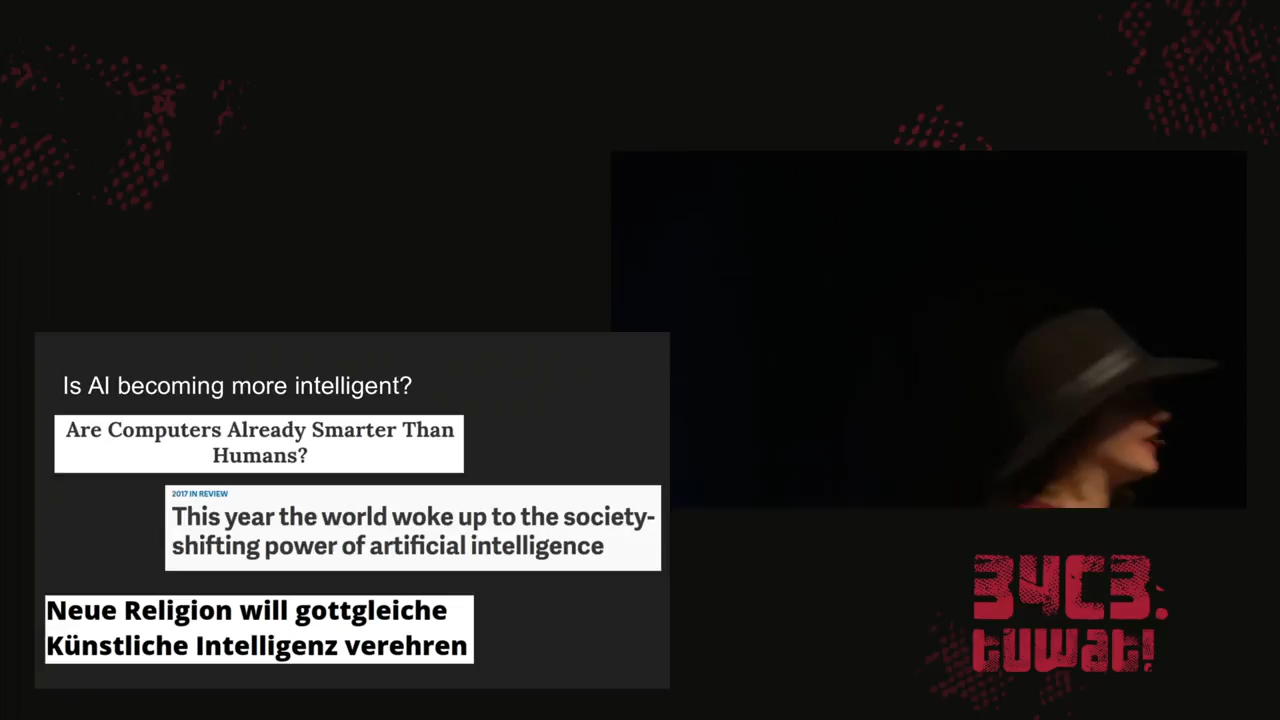 Is AI becoming more intelligent?
Are Computers Already Smarter Than
Humans?
2017 IN REVIEW
This year the world woke up to the society-
shifting power of artificial intelligence
Neue Religion will gottgleiche
Künstliche Intelligenz verehren
34C3.
tuwat!